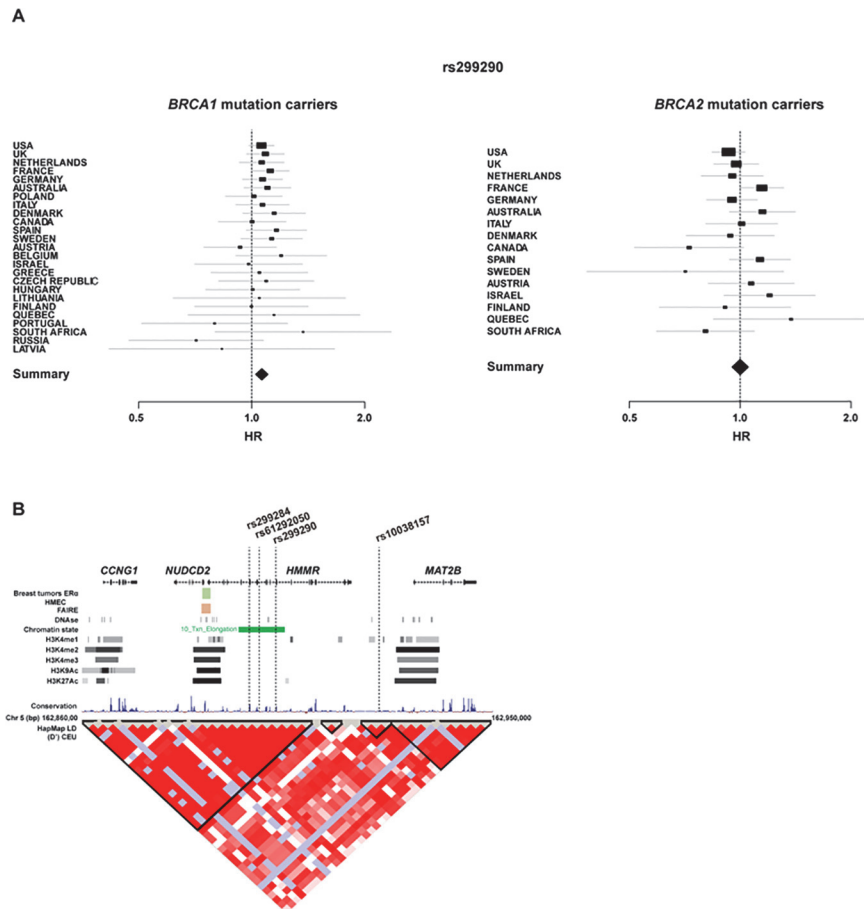 A
rs299290
BRCA1 mutation carriers
USA
UK
NETHERLANDS
FRANCE
GERMANY
AUSTRALIA
POLAND
ITALY
DENMARK
CANADA
SPAIN
SWEDEN
AUSTRIA
BELGIUM
ISRAEL
GREECE
CZECH REPUBLIC
HUNGARY
LITHUANIA
FINLAND
QUEBEC
PORTUGAL
SOUTH AFRICA
RUSSIA
LATVIA
Summary
0.5 1.0 2.0
HR
BRCA2 mutation carriers
USA
UK
NETHERLANDS
FRANCE
GERMANY
AUSTRALIA
ITALY
DENMARK
CANADA
SPAIN
SWEDEN
AUSTRIA
ISRAEL
FINLAND
QUEBEC
SOUTH AFRICA
Summary
0.5 1.0 2.0
HR
B
rs299284
rs61292050
rs299290
rs10038157
CCNG1 NUDCD2 HMMR MAT2B
Breast tumors ERα
HMEC
FAIRE
DNAse
Chromatin state 10_Txn_Elongation
H3K4me1
H3K4me2
H3K4me3
H3K9Ac
H3K27Ac
Conservation
Chr 5 (bp) 162,860,00 162,950,000
HapMap LD
(D') CEU